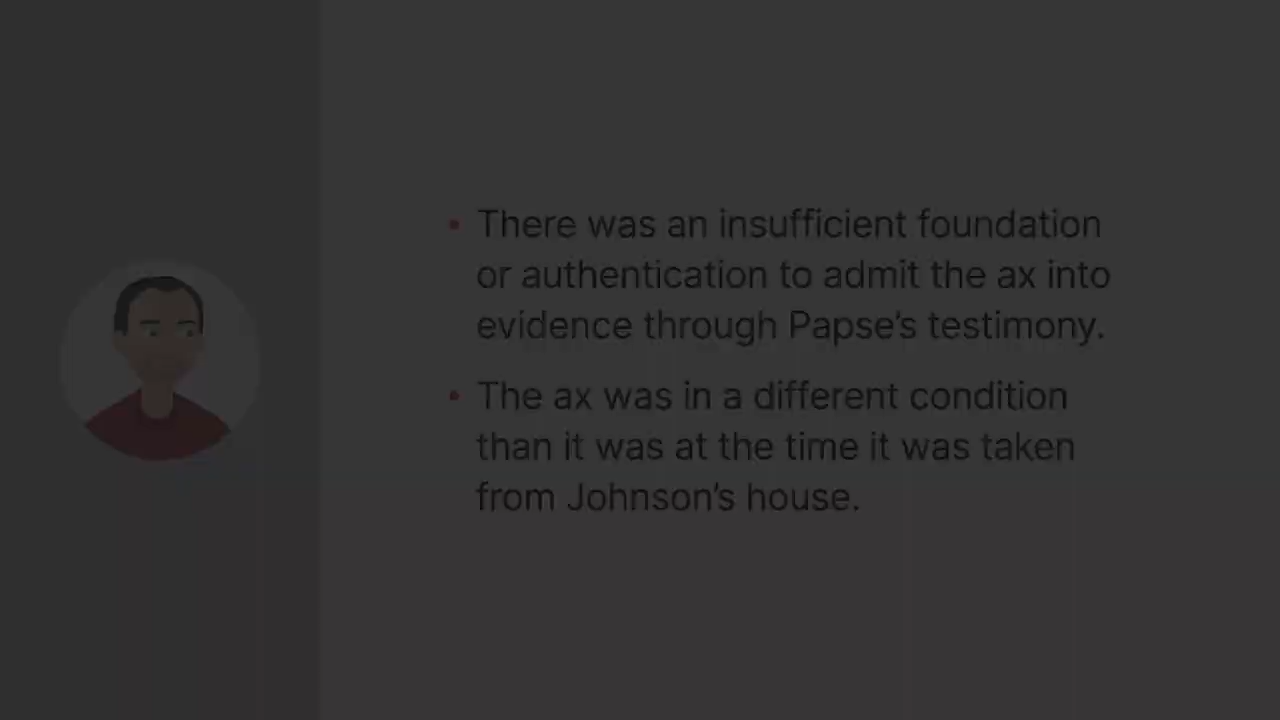 • There was an insufficient foundation
or authentication to admit the ax into
evidence through Papse’s testimony.
• The ax was in a different condition
than it was at the time it was taken
from Johnson’s house.